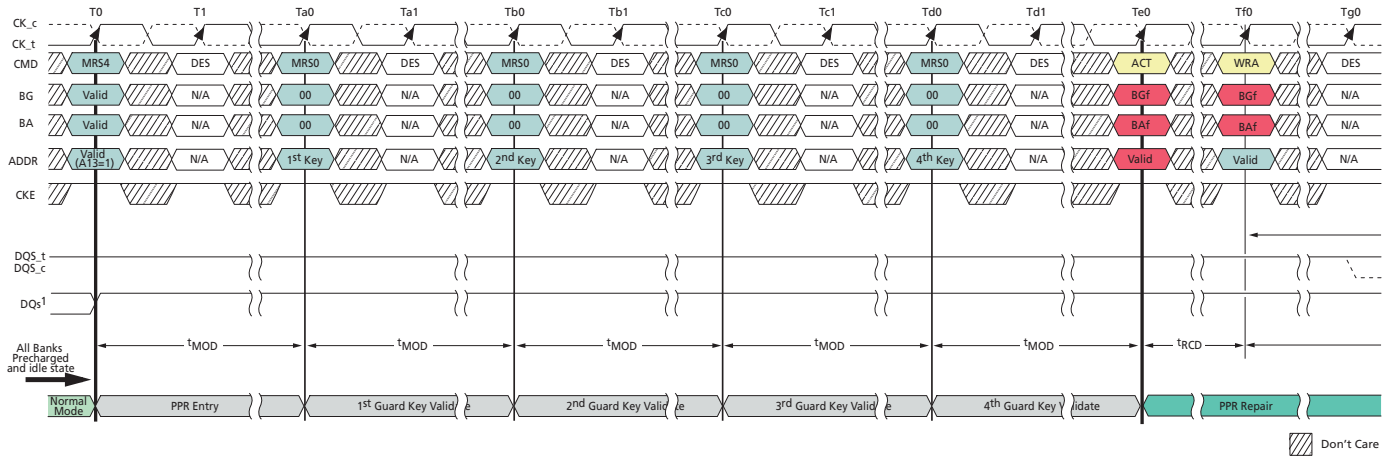 T0 T1 Ta0 Ta1 Tb0 Tb1 Tc0 Tc1 Td0 Td1 Te0 Tf0 Tg0
CK_c
CK_t
CMD MRS4 DES MRS0 DES MRS0 DES MRS0 DES MRS0 DES ACT WRA DES
BG Valid N/A 00 N/A 00 N/A 00 N/A 00 N/A BGf BGf N/A
BA Valid N/A 00 N/A 00 N/A 00 N/A 00 N/A BAf BAf N/A
ADDR Valid (A13=1) N/A 1st Key N/A 2nd Key N/A 3rd Key N/A 4th Key N/A Valid Valid N/A
CKE
DQS_t
DQS_c
DQs1
tMOD tMOD tMOD tMOD tMOD tRCD
All Banks
Precharged
and idle state
Normal Mode PPR Entry 1st Guard Key Validate 2nd Guard Key Validate 3rd Guard Key Validate 4th Guard Key Validate PPR Repair
Don't Care